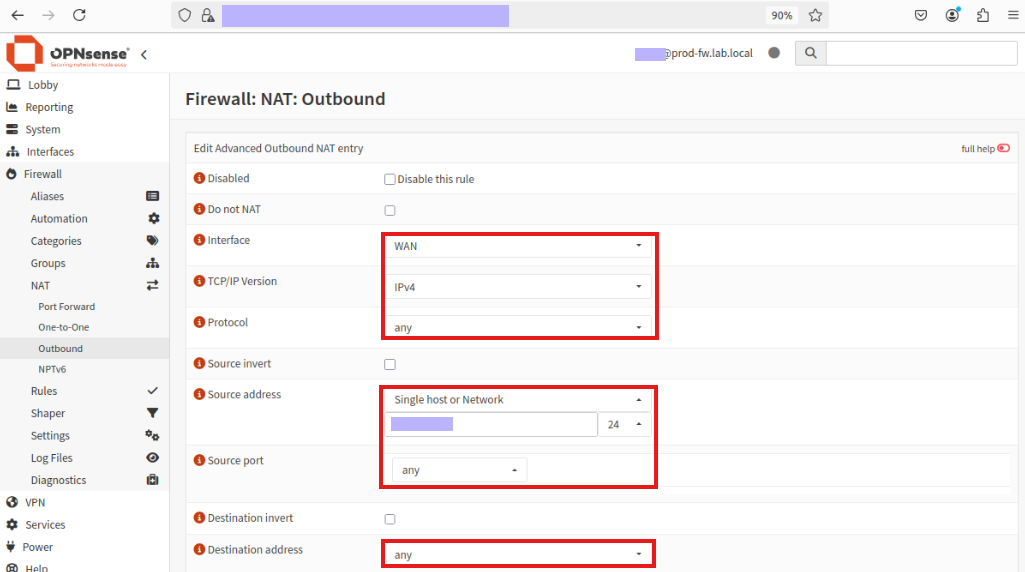 90%
OPNsense®
securing networks made easy
@prod-fw.lab.local
Lobby
Reporting
System
Interfaces
Firewall
Aliases
Automation
Categories
Groups
NAT
Port Forward
One-to-One
Outbound
NPTv6
Rules
Shaper
Settings
Log Files
Diagnostics
VPN
Services
Power
Help
Firewall: NAT: Outbound
Edit Advanced Outbound NAT entry
full help
Disabled
Disable this rule
Do not NAT
Interface
WAN
TCP/IP Version
IPv4
Protocol
any
Source invert
Source address
Single host or Network
24
Source port
any
Destination invert
Destination address
any